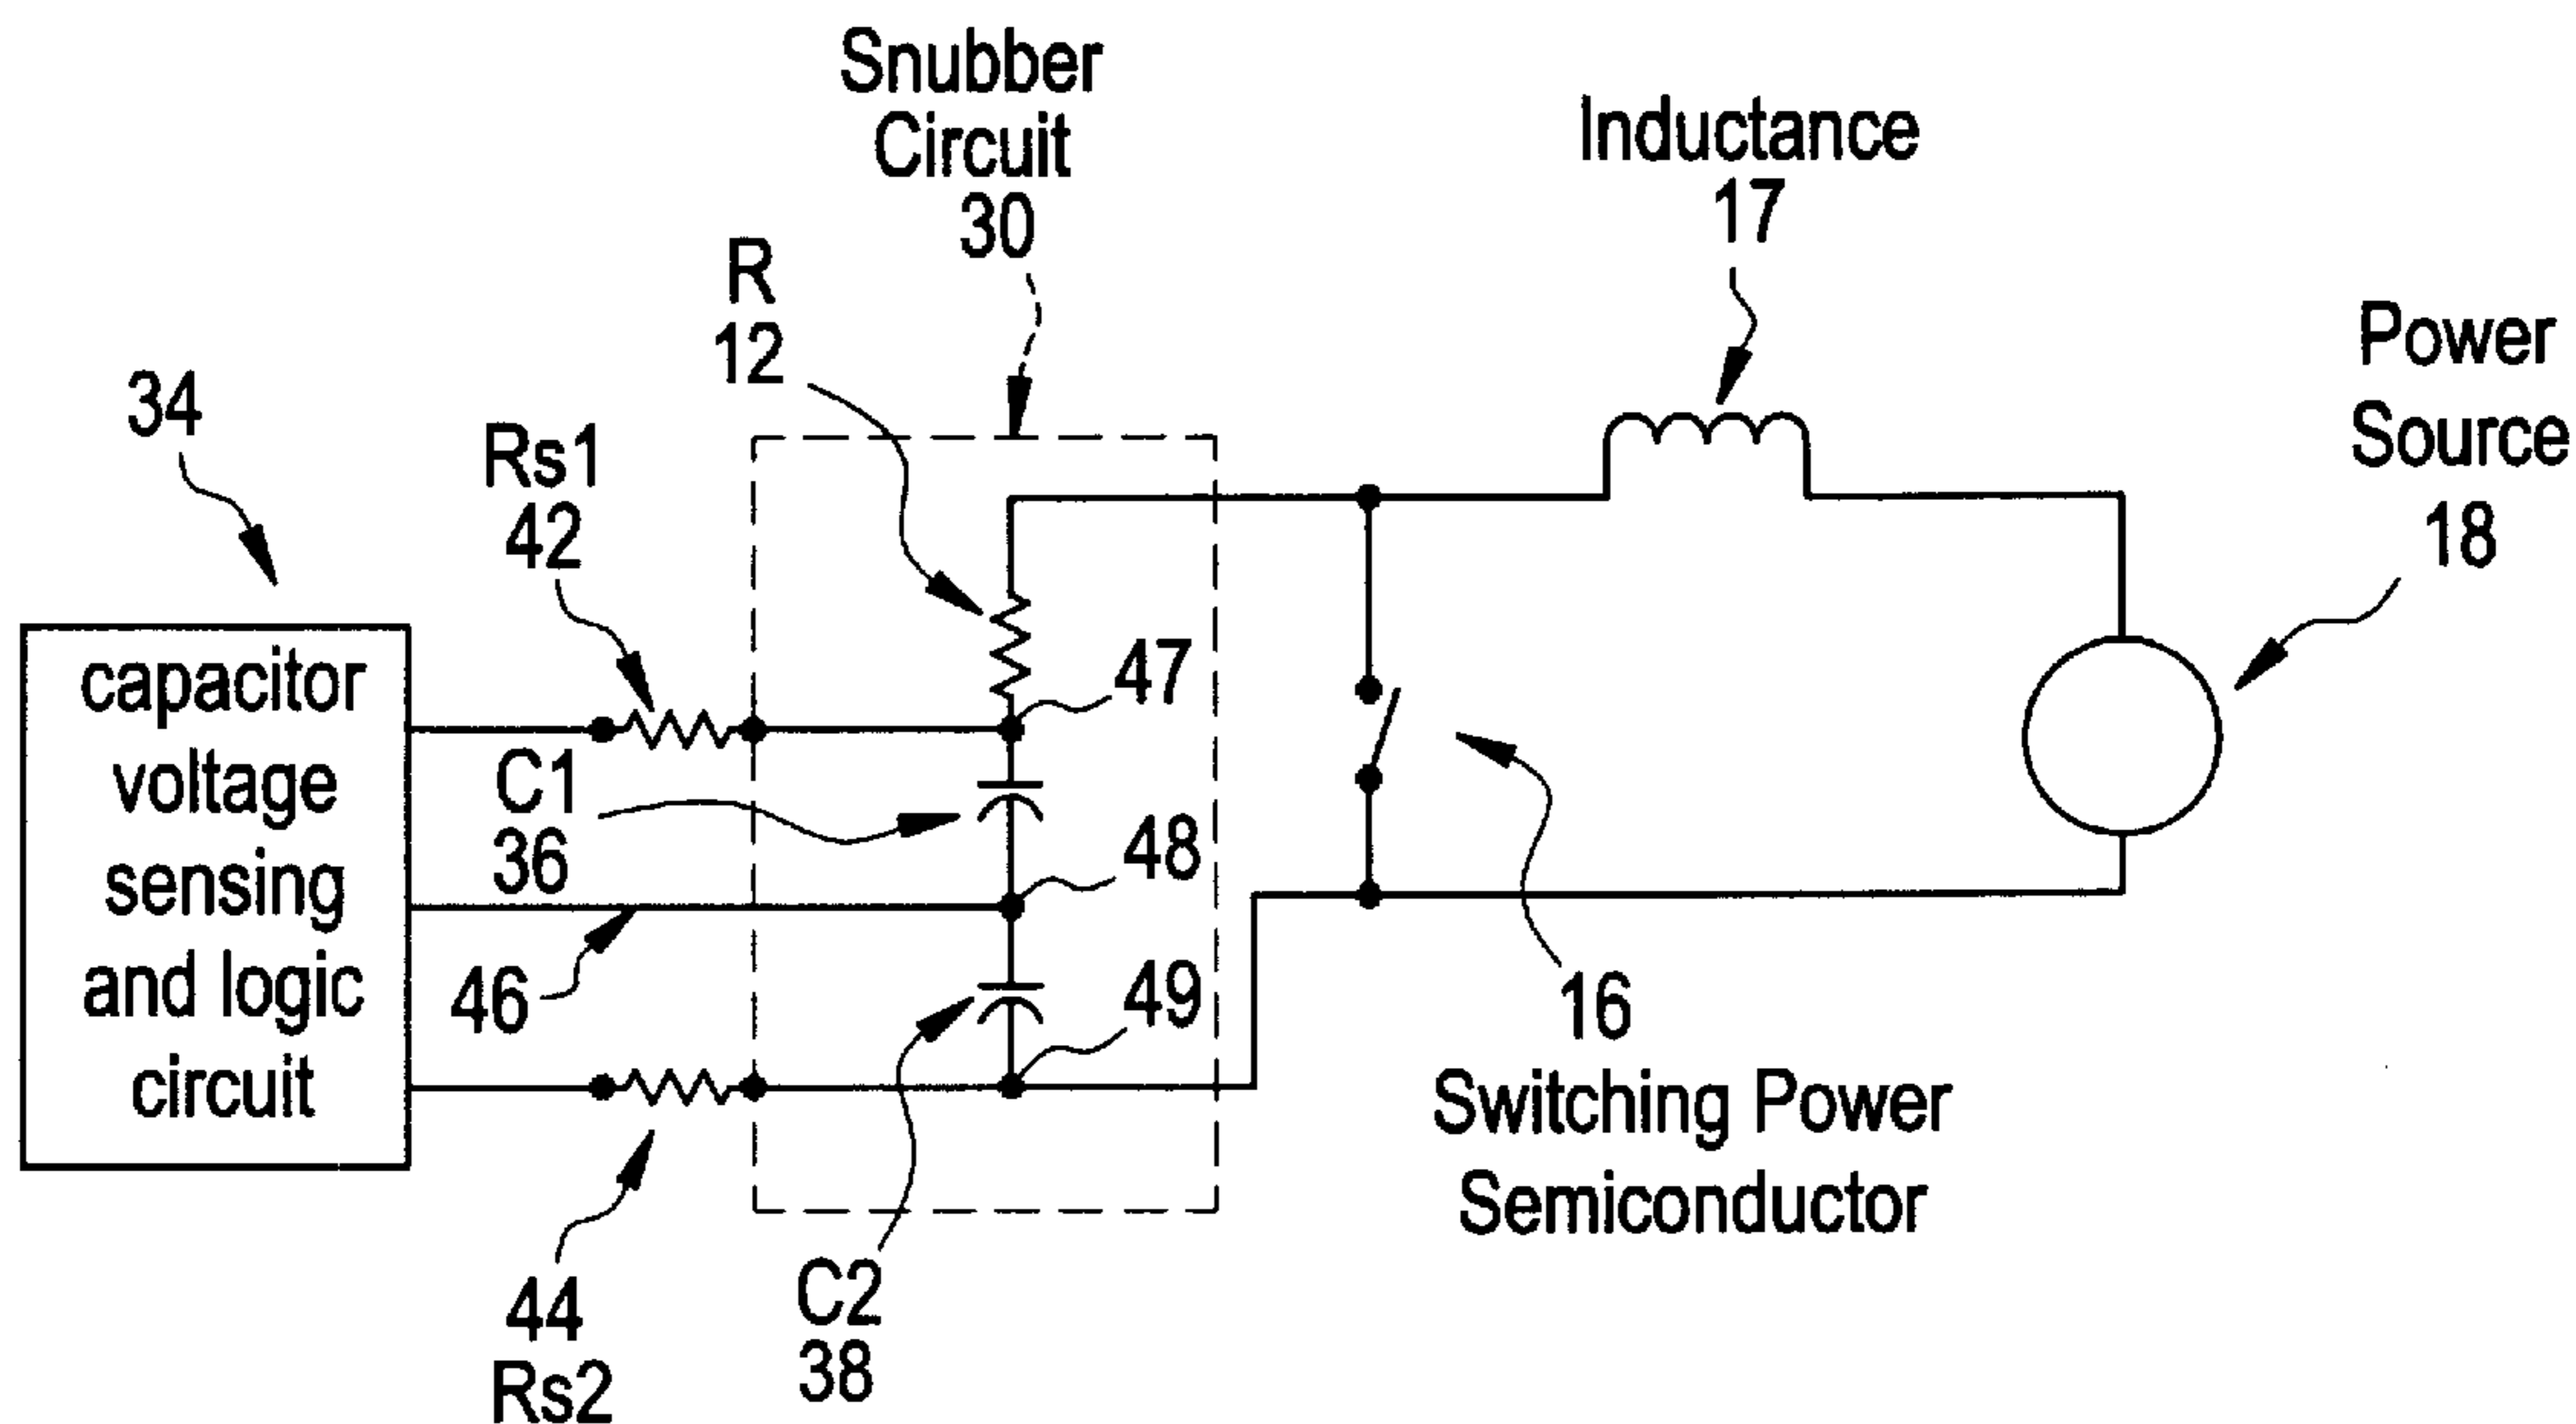 Snubber
Circuit
30
Inductance
17
R
12
Power
Source
18
34
Rs1
42
capacitor
voltage
sensing
and logic
circuit
47
C1
36
48
46
49
16
Switching Power
Semiconductor
44
Rs2
C2
38